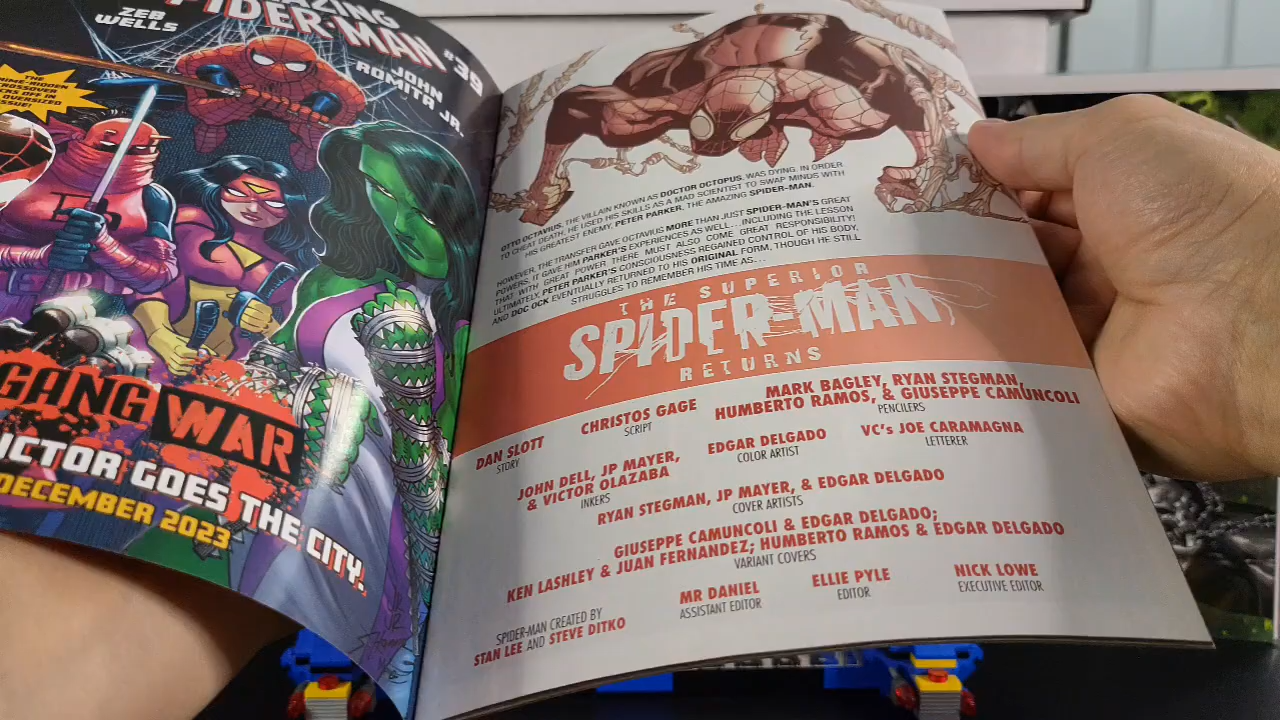 ZEB
WELLS
SPIDER-MAN
#39
JOHN
ROMITA JR.
GANG WAR
GOES THE CITY.
DECEMBER 2023
OTTO OCTAVIUS, THE VILLAIN KNOWN AS DOCTOR OCTOPUS, WAS DYING. IN ORDER
TO CHEAT DEATH, HE USED HIS SKILLS AS A MAD SCIENTIST TO SWAP MINDS WITH
HIS GREATEST ENEMY, PETER PARKER, THE AMAZING SPIDER-MAN.
HOWEVER, THE TRANSFER GAVE OCTAVIUS MORE THAN JUST SPIDER-MAN'S GREAT
POWERS. IT GAVE HIM PARKER'S EXPERIENCES AS WELL... INCLUDING THE LESSON
THAT WITH GREAT POWER, THERE MUST ALSO COME GREAT RESPONSIBILITY!
ULTIMATELY, PETER PARKER'S CONSCIOUSNESS REGAINED CONTROL OF HIS BODY,
AND DOC OCK EVENTUALLY RETURNED TO HIS ORIGINAL FORM, THOUGH HE STILL
STRUGGLES TO REMEMBER HIS TIME AS...
THE SUPERIOR
SPIDER-MAN
RETURNS
DAN SLOTT
STORY
CHRISTOS GAGE
SCRIPT
MARK BAGLEY, RYAN STEGMAN,
HUMBERTO RAMOS, & GIUSEPPE CAMUNCOLI
PENCILERS
JOHN DELL, JP MAYER,
& VICTOR OLAZABA
INKERS
EDGAR DELGADO
COLOR ARTIST
VC's JOE CARAMAGNA
LETTERER
RYAN STEGMAN, JP MAYER, & EDGAR DELGADO
COVER ARTISTS
GIUSEPPE CAMUNCOLI & EDGAR DELGADO;
KEN LASHLEY & JUAN FERNANDEZ; HUMBERTO RAMOS & EDGAR DELGADO
VARIANT COVERS
MR DANIEL
ASSISTANT EDITOR
ELLIE PYLE
EDITOR
NICK LOWE
EXECUTIVE EDITOR
SPIDER-MAN CREATED BY
STAN LEE AND STEVE DITKO